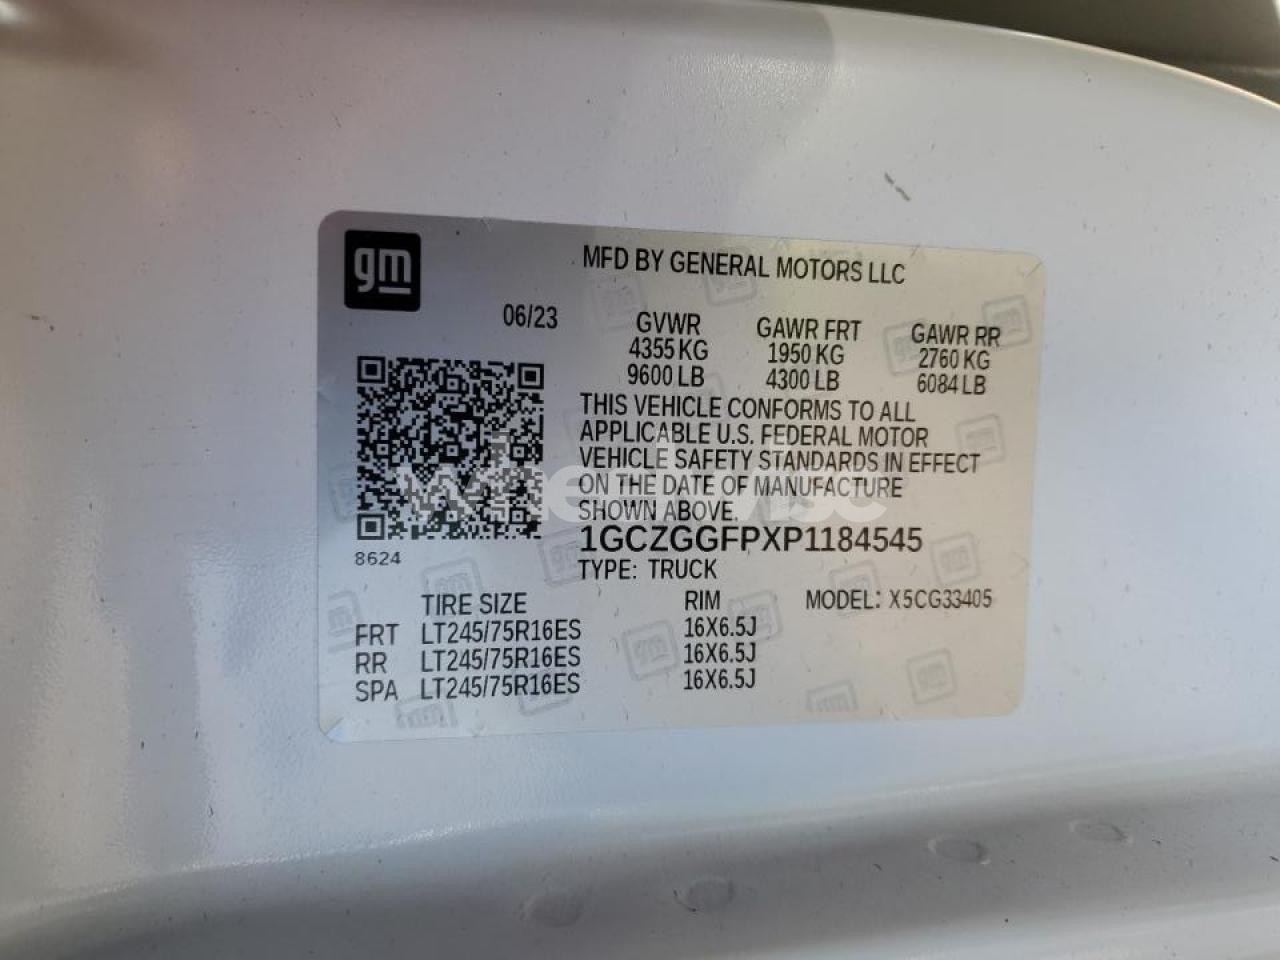 gm
MFD BY GENERAL MOTORS LLC
06/23
GVWR GAWR FRT GAWR RR
4355 KG 1950 KG 2760 KG
9600 LB 4300 LB 6084 LB
THIS VEHICLE CONFORMS TO ALL
APPLICABLE U.S. FEDERAL MOTOR
VEHICLE SAFETY STANDARDS IN EFFECT
ON THE DATE OF MANUFACTURE
SHOWN ABOVE.
8624
1GCZGGFPXP1184545
TYPE: TRUCK
TIRE SIZE RIM MODEL: X5CG33405
FRT LT245/75R16ES 16X6.5J
RR LT245/75R16ES 16X6.5J
SPA LT245/75R16ES 16X6.5J